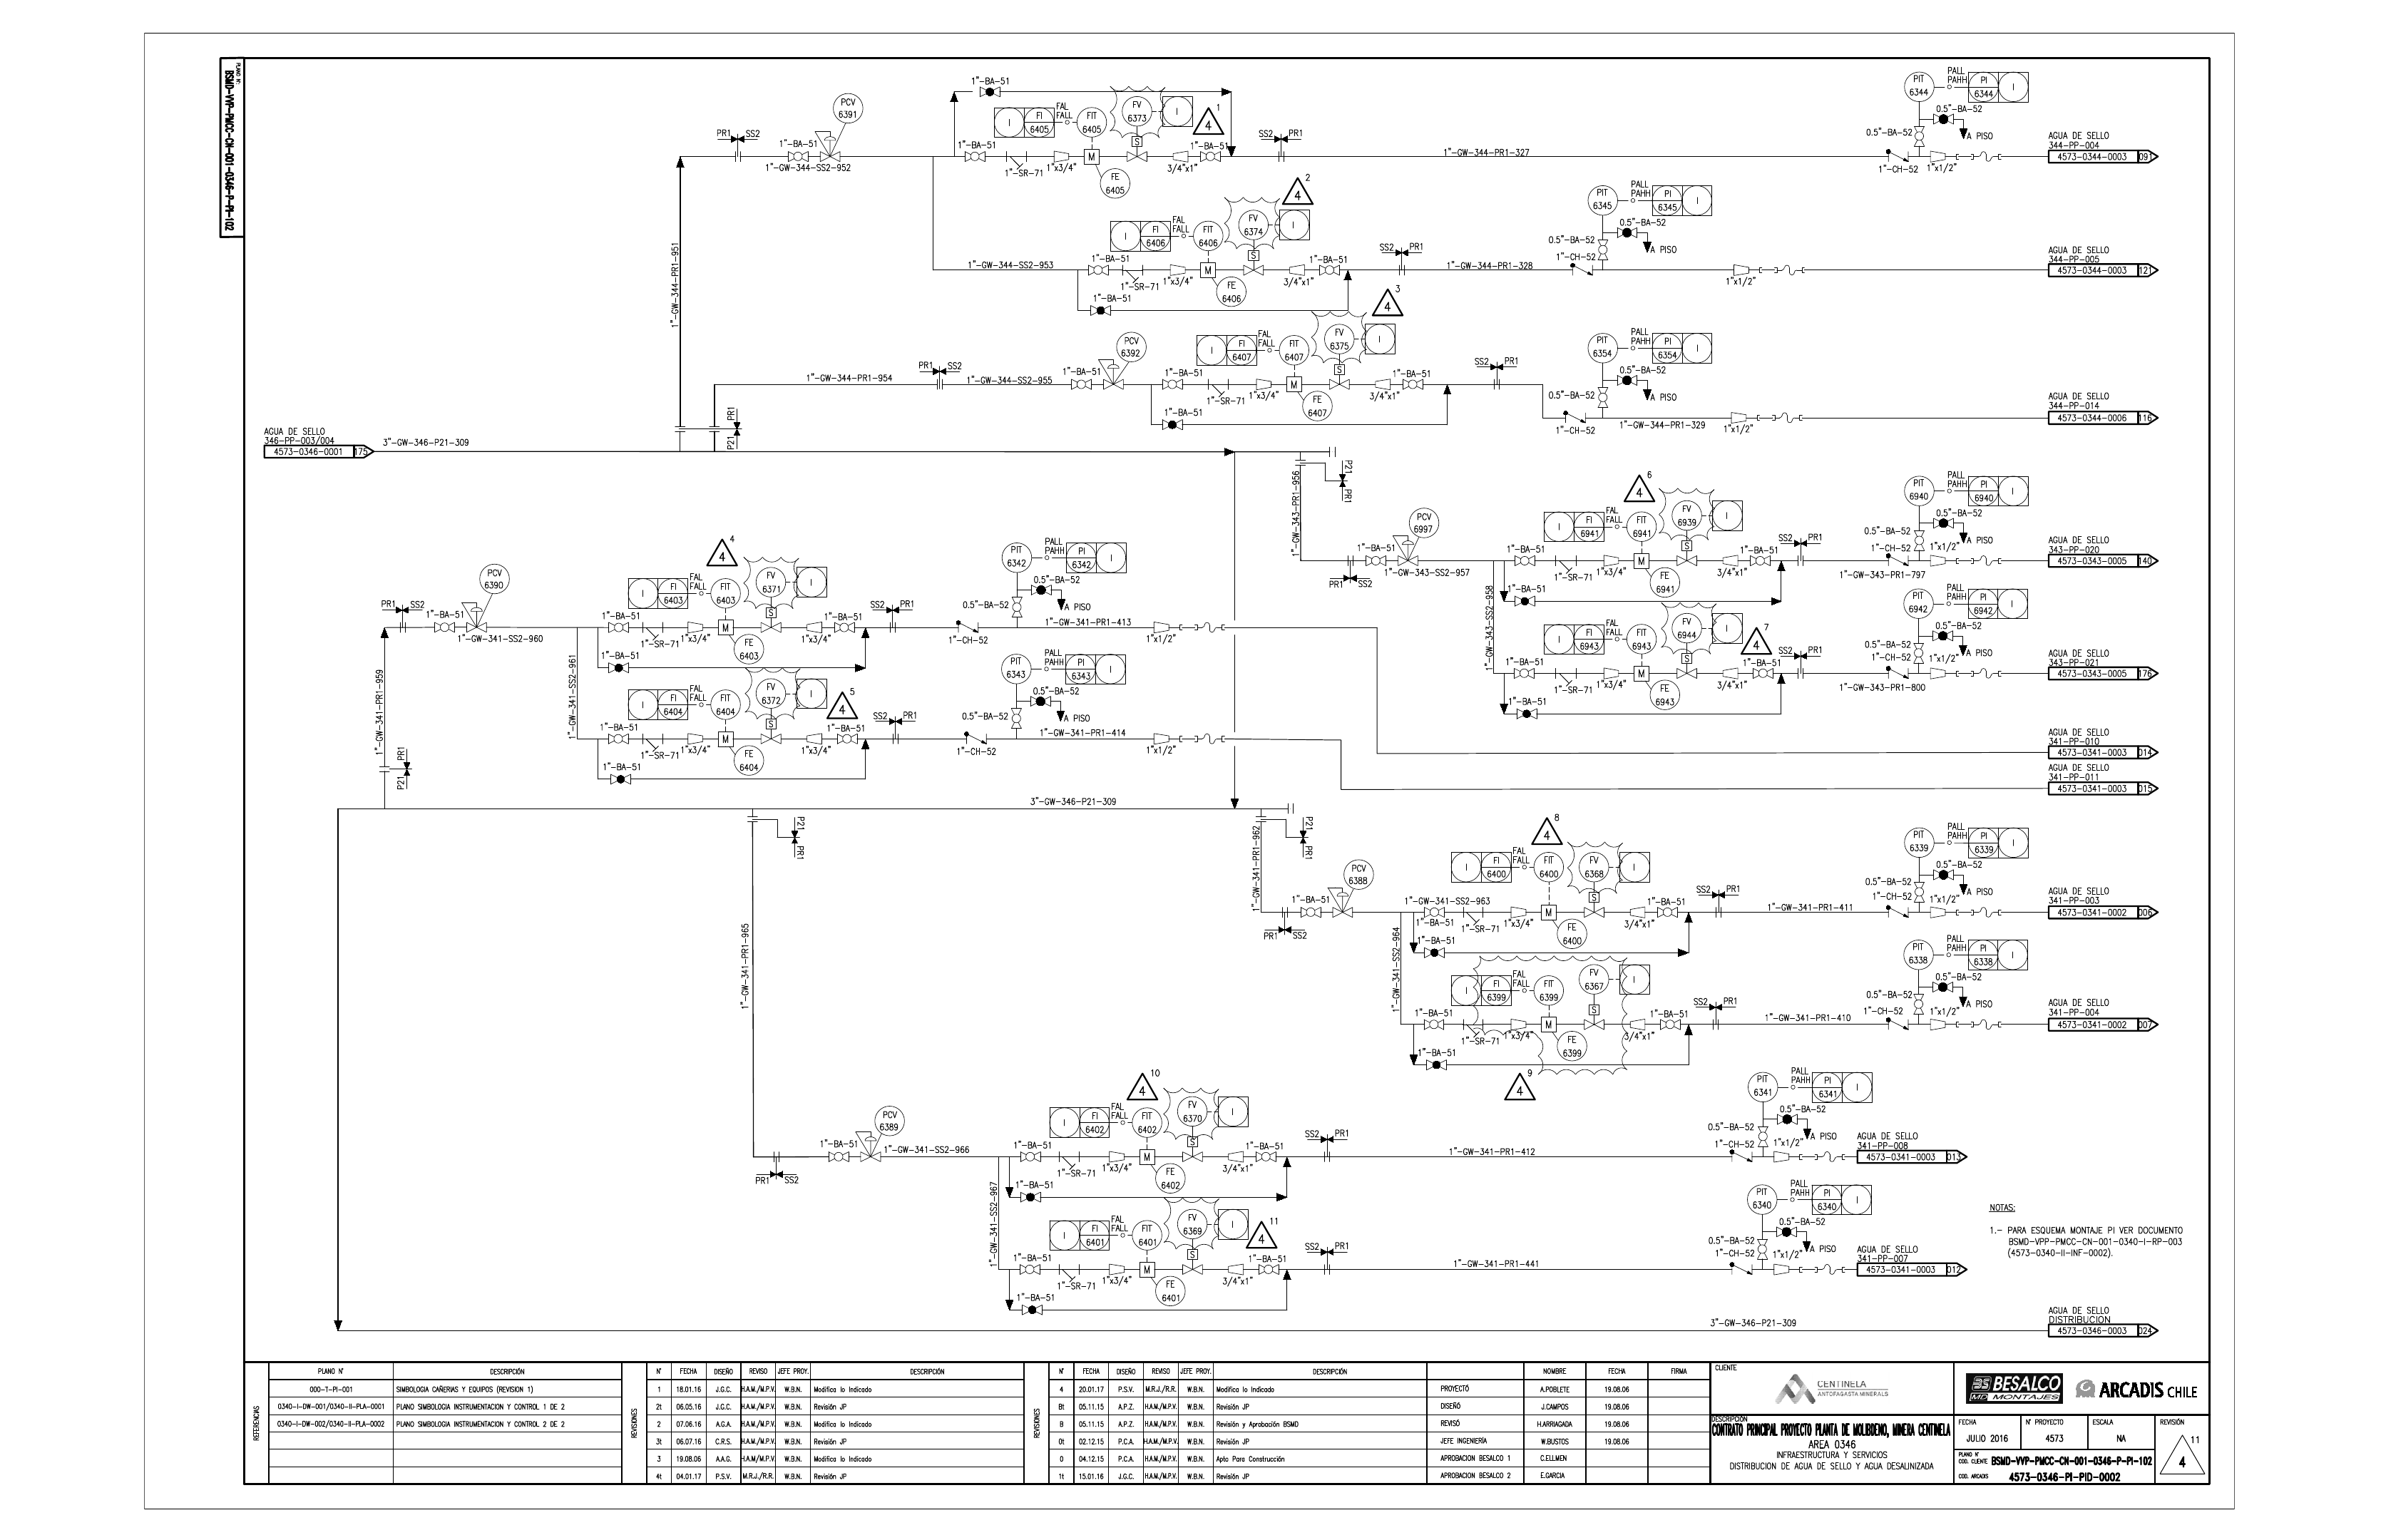 PLANO N°:
BSMD-VVP-PMCC-CN-001-0346-P-PI-102
1"-BA-51
PCV
6391
PR1
SS2
1"-BA-51
1"-GW-344-SS2-952
1"-BA-51
I
FI
6405
FAL
FALL
FIT
6405
FV
6373
I
S
4
1
1"-SR-71
1"x3/4"
M
FE
6405
3/4"x1"
1"-BA-51
SS2
PR1
1"-GW-344-PR1-327
PIT
6344
PALL
PAHH
PI
6344
I
0.5"-BA-52
0.5"-BA-52
A PISO
1"-CH-52
1"x1/2"
AGUA DE SELLO
344-PP-004
4573-0344-0003
09
1"-GW-344-PR1-951
1"-GW-344-SS2-953
1"-BA-51
I
FI
6406
FAL
FALL
FIT
6406
FV
6374
I
S
4
2
1"-SR-71
1"x3/4"
M
FE
6406
3/4"x1"
1"-BA-51
1"-BA-51
SS2
PR1
1"-GW-344-PR1-328
PIT
6345
PALL
PAHH
PI
6345
I
0.5"-BA-52
0.5"-BA-52
A PISO
1"-CH-52
1"x1/2"
AGUA DE SELLO
344-PP-005
4573-0344-0003
121
1"-GW-344-PR1-954
PR1
SS2
1"-GW-344-SS2-955
1"-BA-51
PCV
6392
1"-BA-51
I
FI
6407
FAL
FALL
FIT
6407
FV
6375
I
S
4
3
1"-SR-71
1"x3/4"
M
FE
6407
3/4"x1"
1"-BA-51
1"-BA-51
SS2
PR1
PIT
6354
PALL
PAHH
PI
6354
I
0.5"-BA-52
0.5"-BA-52
A PISO
1"-CH-52
1"-GW-344-PR1-329
1"x1/2"
AGUA DE SELLO
344-PP-014
4573-0344-0006
116
AGUA DE SELLO
346-PP-003/004
4573-0346-0001
175
3"-GW-346-P21-309
PR1
P21
P21
PR1
1"-GW-343-PR1-956
PR1
SS2
1"-BA-51
PCV
6997
1"-GW-343-SS2-957
1"-BA-51
I
FI
6941
FAL
FALL
FIT
6941
FV
6939
I
S
4
6
1"-SR-71
1"x3/4"
M
FE
6941
3/4"x1"
1"-BA-51
1"-BA-51
SS2
PR1
1"-GW-343-PR1-797
PIT
6940
PALL
PAHH
PI
6940
I
0.5"-BA-52
0.5"-BA-52
A PISO
1"-CH-52
1"x1/2"
AGUA DE SELLO
343-PP-020
4573-0343-0005
140
1"-GW-343-SS2-958
1"-BA-51
I
FI
6943
FAL
FALL
FIT
6943
FV
6944
I
S
4
7
1"-SR-71
1"x3/4"
M
FE
6943
3/4"x1"
1"-BA-51
1"-BA-51
SS2
PR1
1"-GW-343-PR1-800
PIT
6942
PALL
PAHH
PI
6942
I
0.5"-BA-52
0.5"-BA-52
A PISO
1"-CH-52
1"x1/2"
AGUA DE SELLO
343-PP-021
4573-0343-0005
176
1"-GW-341-PR1-959
PR1
P21
PR1
SS2
1"-BA-51
PCV
6390
1"-GW-341-SS2-960
1"-BA-51
I
FI
6403
FAL
FALL
FIT
6403
FV
6371
I
S
4
4
1"-SR-71
1"x3/4"
M
FE
6403
1"x3/4"
1"-BA-51
1"-BA-51
SS2
PR1
1"-CH-52
PIT
6342
PALL
PAHH
PI
6342
I
0.5"-BA-52
0.5"-BA-52
A PISO
1"-GW-341-PR1-413
1"x1/2"
1"-GW-341-SS2-961
1"-BA-51
I
FI
6404
FAL
FALL
FIT
6404
FV
6372
I
S
4
5
1"-SR-71
1"x3/4"
M
FE
6404
1"x3/4"
1"-BA-51
1"-BA-51
SS2
PR1
1"-CH-52
PIT
6343
PALL
PAHH
PI
6343
I
0.5"-BA-52
0.5"-BA-52
A PISO
1"-GW-341-PR1-414
1"x1/2"
AGUA DE SELLO
341-PP-010
4573-0341-0003
014
AGUA DE SELLO
341-PP-011
4573-0341-0003
015
3"-GW-346-P21-309
P21
PR1
P21
PR1
1"-GW-341-PR1-962
PR1
SS2
1"-BA-51
PCV
6388
1"-GW-341-SS2-963
1"-BA-51
I
FI
6400
FAL
FALL
FIT
6400
FV
6368
I
S
4
8
1"-SR-71
1"x3/4"
M
FE
6400
3/4"x1"
1"-BA-51
1"-BA-51
SS2
PR1
1"-GW-341-PR1-411
PIT
6339
PALL
PAHH
PI
6339
I
0.5"-BA-52
0.5"-BA-52
A PISO
1"-CH-52
1"x1/2"
AGUA DE SELLO
341-PP-003
4573-0341-0002
006
1"-GW-341-SS2-964
1"-BA-51
I
FI
6399
FAL
FALL
FIT
6399
FV
6367
I
S
4
9
1"-SR-71
1"x3/4"
M
FE
6399
3/4"x1"
1"-BA-51
1"-BA-51
SS2
PR1
1"-GW-341-PR1-410
PIT
6338
PALL
PAHH
PI
6338
I
0.5"-BA-52
0.5"-BA-52
A PISO
1"-CH-52
1"x1/2"
AGUA DE SELLO
341-PP-004
4573-0341-0002
007
1"-GW-341-PR1-965
PR1
SS2
1"-BA-51
PCV
6389
1"-GW-341-SS2-966
1"-BA-51
I
FI
6402
FAL
FALL
FIT
6402
FV
6370
I
S
4
10
1"-SR-71
1"x3/4"
M
FE
6402
3/4"x1"
1"-BA-51
1"-BA-51
SS2
PR1
1"-GW-341-PR1-412
PIT
6341
PALL
PAHH
PI
6341
I
0.5"-BA-52
0.5"-BA-52
A PISO
1"-CH-52
1"x1/2"
AGUA DE SELLO
341-PP-008
4573-0341-0003
013
1"-GW-341-SS2-967
1"-BA-51
I
FI
6401
FAL
FALL
FIT
6401
FV
6369
I
S
4
11
1"-SR-71
1"x3/4"
M
FE
6401
3/4"x1"
1"-BA-51
1"-BA-51
SS2
PR1
1"-GW-341-PR1-441
PIT
6340
PALL
PAHH
PI
6340
I
0.5"-BA-52
0.5"-BA-52
A PISO
1"-CH-52
1"x1/2"
AGUA DE SELLO
341-PP-007
4573-0341-0003
012
NOTAS:
1.- PARA ESQUEMA MONTAJE PI VER DOCUMENTO
BSMD-VPP-PMCC-CN-001-0340-I-RP-003
(4573-0340-II-INF-0002).
3"-GW-346-P21-309
AGUA DE SELLO
DISTRIBUCION
4573-0346-0003
024
REFERENCIAS
PLANO N° DESCRIPCIÓN
000-T-PI-001 SIMBOLOGIA CAÑERIAS Y EQUIPOS (REVISION 1)
0340-I-DW-001/0340-II-PLA-0001 PLANO SIMBOLOGIA INSTRUMENTACION Y CONTROL 1 DE 2
0340-I-DW-002/0340-II-PLA-0002 PLANO SIMBOLOGIA INSTRUMENTACION Y CONTROL 2 DE 2
REVISIONES
N° FECHA DISEÑO REVISO JEFE PROY. DESCRIPCIÓN
1 18.01.16 J.G.C. H.A.M./M.P.V. W.B.N. Modifica lo Indicado
2t 06.05.16 J.G.C. H.A.M./M.P.V. W.B.N. Revisión JP
2 07.06.16 A.G.A. H.A.M./M.P.V. W.B.N. Modifica lo Indicado
3t 06.07.16 C.R.S. H.A.M./M.P.V. W.B.N. Revisión JP
3 19.08.06 A.A.G. H.A.M./M.P.V. W.B.N. Modifica lo Indicado
4t 04.01.17 P.S.V. M.R.J./R.R. W.B.N. Revisión JP
REVISIONES
N° FECHA DISEÑO REVISO JEFE PROY. DESCRIPCIÓN
4 20.01.17 P.S.V. M.R.J./R.R. W.B.N. Modifica lo Indicado
Bt 05.11.15 A.P.Z. H.A.M./M.P.V. W.B.N. Revisión JP
B 05.11.15 A.P.Z. H.A.M./M.P.V. W.B.N. Revisión y Aprobación BSMD
0t 02.12.15 P.C.A. H.A.M./M.P.V. W.B.N. Revisión JP
0 04.12.15 P.C.A. H.A.M./M.P.V. W.B.N. Apto Para Construcción
1t 15.01.16 J.G.C. H.A.M./M.P.V. W.B.N. Revisión JP
NOMBRE FECHA FIRMA
PROYECTÓ A.POBLETE 19.08.06
DISEÑÓ J.CAMPOS 19.08.06
REVISÓ H.ARRIAGADA 19.08.06
JEFE INGENIERÍA W.BUSTOS 19.08.06
APROBACION BESALCO 1 C.ELLMEN
APROBACION BESALCO 2 E.GARCIA
CLIENTE
CENTINELA
ANTOFAGASTA MINERALS
DESCRIPCIÓN
CONTRATO PRINCIPAL PROYECTO PLANTA DE MOLIBDENO, MINERA CENTINELA
AREA 0346
INFRAESTRUCTURA Y SERVICIOS
DISTRIBUCION DE AGUA DE SELLO Y AGUA DESALINIZADA
BS BESALCO
MD MONTAJES
ARCADIS CHILE
FECHA N° PROYECTO ESCALA REVISIÓN
JULIO 2016 4573 NA
11
4
PLANO N°
COD. CLIENTE BSMD-VVP-PMCC-CN-001-0346-P-PI-102
COD. ARCADIS 4573-0346-PI-PID-0002